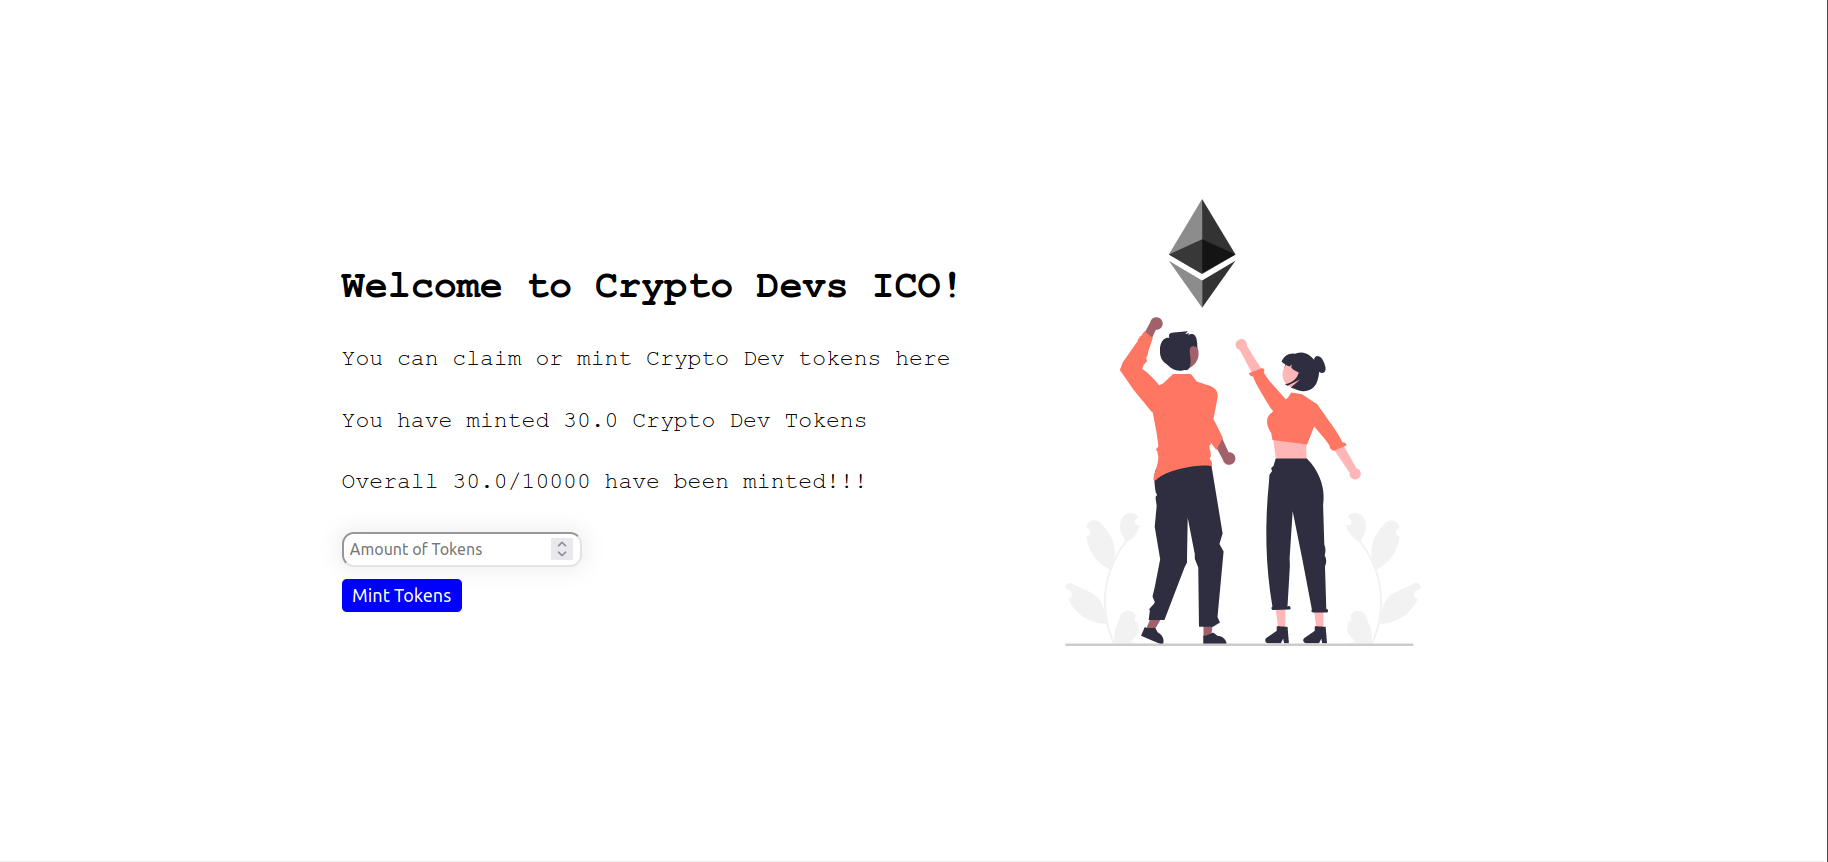 Welcome to Crypto Devs ICO!
You can claim or mint Crypto Dev tokens here
You have minted 30.0 Crypto Dev Tokens
Overall 30.0/10000 have been minted!!!
Amount of Tokens
Mint Tokens